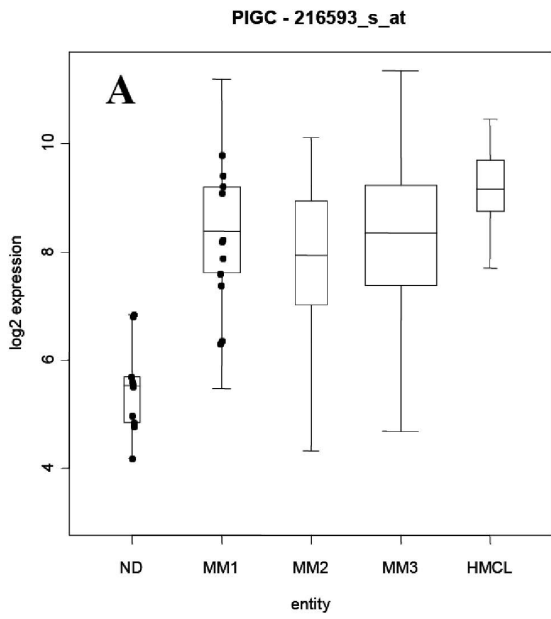 PIGC - 216593_s_at
A
10
8
6
4
log2 expression
ND MM1 MM2 MM3 HMCL
entity